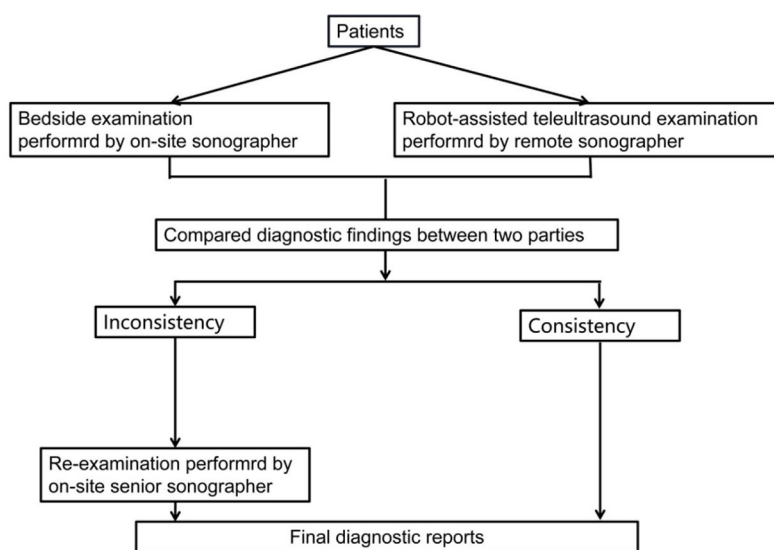 Patients
Bedside examination
performrd by on-site sonographer
Robot-assisted teleultrasound examination
performrd by remote sonographer
Compared diagnostic findings between two parties
Inconsistency
Consistency
Re-examination performrd by
on-site senior sonographer
Final diagnostic reports